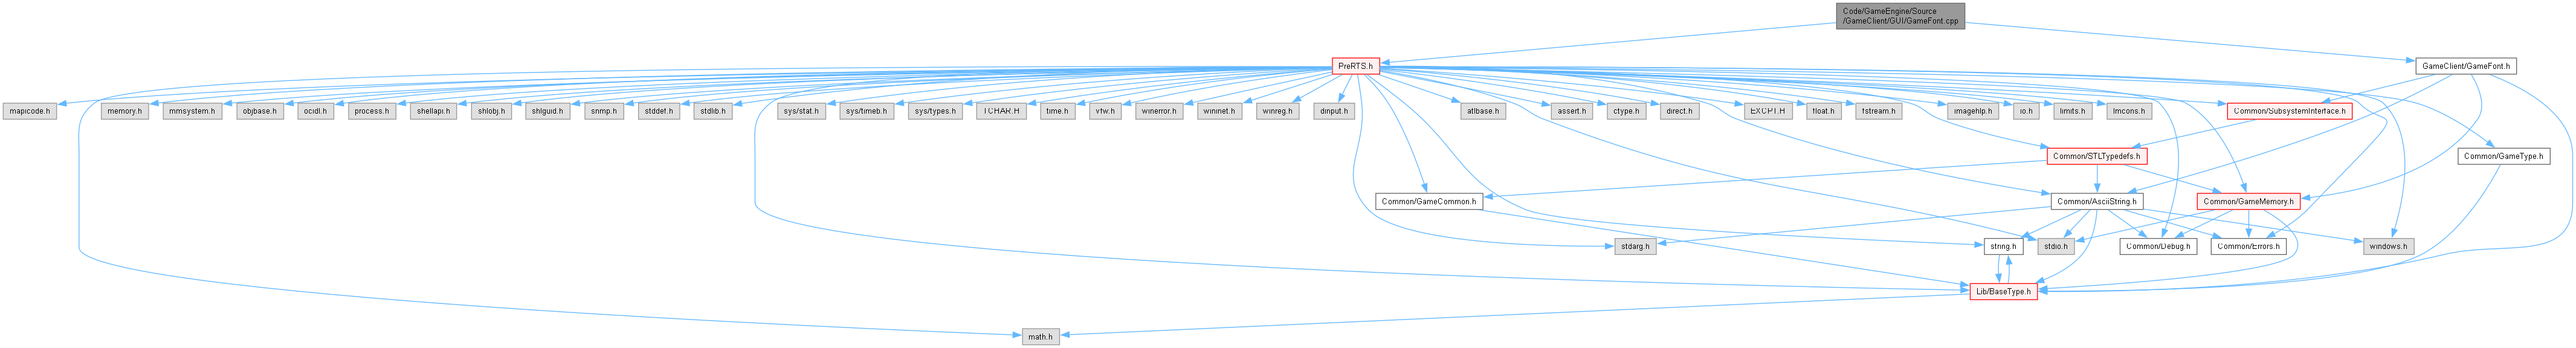 Code/GameEngine/Source
/GameClient/GUI/GameFont.cpp
PreRTS.h
GameClient/GameFont.h
mapicode.h
memory.h
mmsystem.h
objbase.h
ocidl.h
process.h
shellapi.h
shlobj.h
shlguid.h
snmp.h
stddef.h
stdlib.h
sys/stat.h
sys/timeb.h
sys/types.h
TCHAR.H
time.h
vfw.h
winerror.h
wininet.h
winreg.h
dinput.h
atlbase.h
assert.h
ctype.h
direct.h
EXCPT.H
float.h
fstream.h
imagehlp.h
io.h
limits.h
lmcons.h
Common/SubsystemInterface.h
Common/STLTypedefs.h
Common/GameType.h
Common/GameCommon.h
Common/AsciiString.h
Common/GameMemory.h
stdarg.h
string.h
stdio.h
Common/Debug.h
Common/Errors.h
windows.h
Lib/BaseType.h
math.h